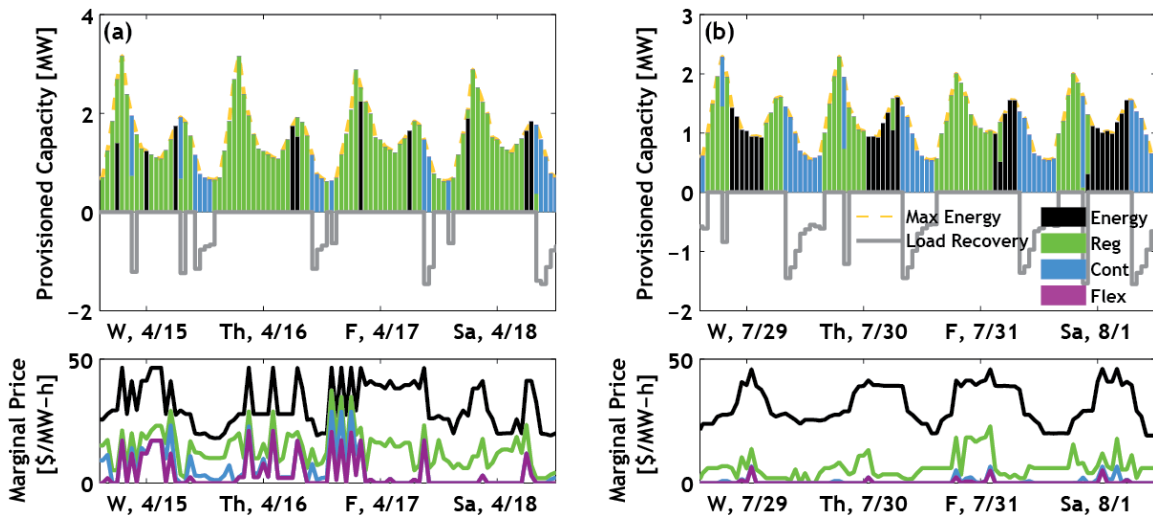 (a)
Provisioned Capacity [MW]
4
2
0
−2
W, 4/15
Th, 4/16
F, 4/17
Sa, 4/18
Marginal Price
[$/MW-h]
50
0
W, 4/15
Th, 4/16
F, 4/17
Sa, 4/18
(b)
Provisioned Capacity [MW]
3
2
1
0
−1
−2
Max Energy
Load Recovery
Energy
Reg
Cont
Flex
W, 7/29
Th, 7/30
F, 7/31
Sa, 8/1
Marginal Price
[$/MW-h]
50
0
W, 7/29
Th, 7/30
F, 7/31
Sa, 8/1